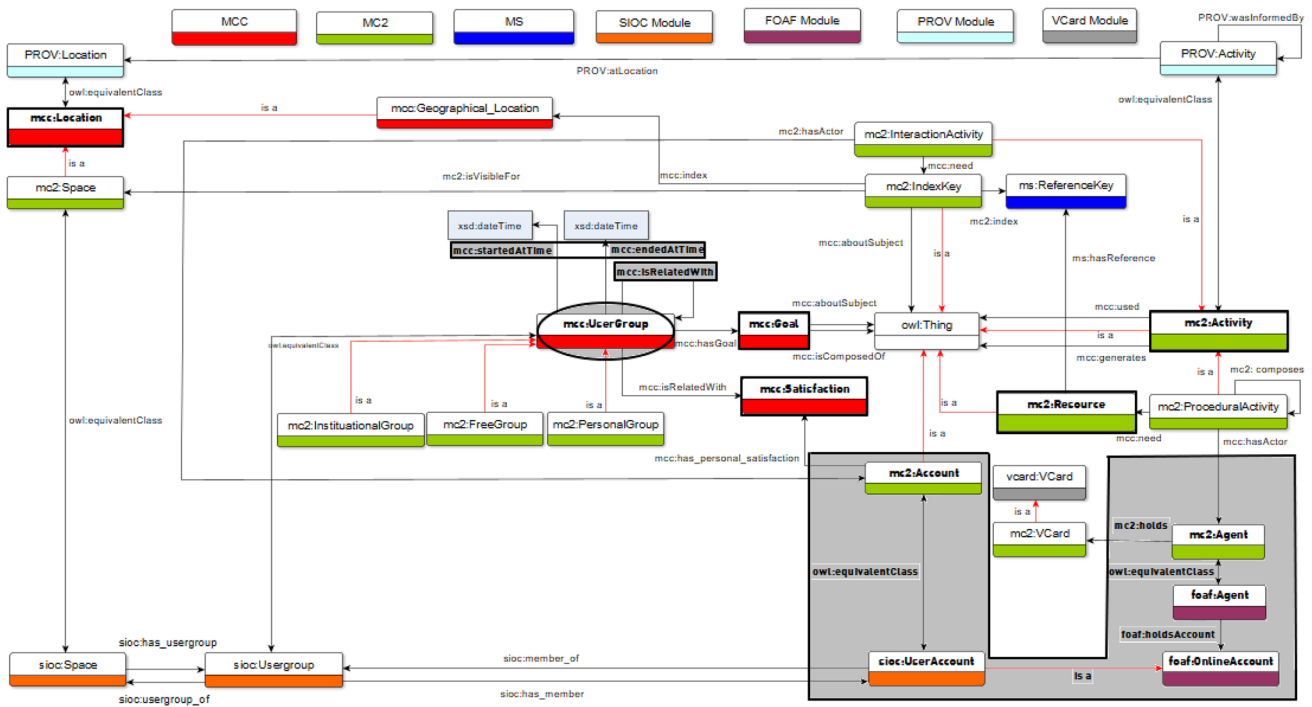 MCC
MC2
MS
SIOC Module
FOAF Module
PROV Module
VCard Module
PROV:wasInformedBy
PROV:Location
PROV:Activity
PROV:atLocation
owl:equivalentClass
owl:equivalentClass
mcc:Location
is a
mcc:Geographical_Location
mc2:hasActor
mc2:InteractionActivity
is a
mcc:need
mc2:Space
mc2:isVisibleFor
mcc:index
mc2:IndexKey
ms:ReferenceKey
mc2:index
xsd:dateTime
xsd:dateTime
is a
mcc:startedAtTime
mcc:endedAtTime
mcc:aboutSubject
is a
ms:hasReference
mcc:isRelatedWith
mcc:aboutSubject
mcc:used
mcc:UserGroup
mcc:Goal
owl:Thing
mc2:Activity
owl:equivalentClass
mcc:hasGoal
is a
mcc:isComposedOf
mcc:generates
mc2: composes
is a
mcc:isRelatedWith
mcc:Satisfaction
is a
is a
is a
is a
mc2:Recource
mc2:ProceduralActivity
owl:equivalentClass
mc2:InstituationalGroup
mc2:FreeGroup
mc2:PersonalGroup
is a
mcc:need
mcc:hasActor
mcc:has_personal_satisfaction
mc2:Account
vcard:VCard
is a
mc2:holds
mc2:VCard
mc2:Agent
owl:equivalentClass
owl:equivalentClass
foaf:Agent
foaf:holdsAccount
sioc:has_usergroup
sioc:Space
sioc:Usergroup
sioc:member_of
sioc:UserAccount
foaf:OnlineAccount
is a
sioc:usergroup_of
sioc:has_member